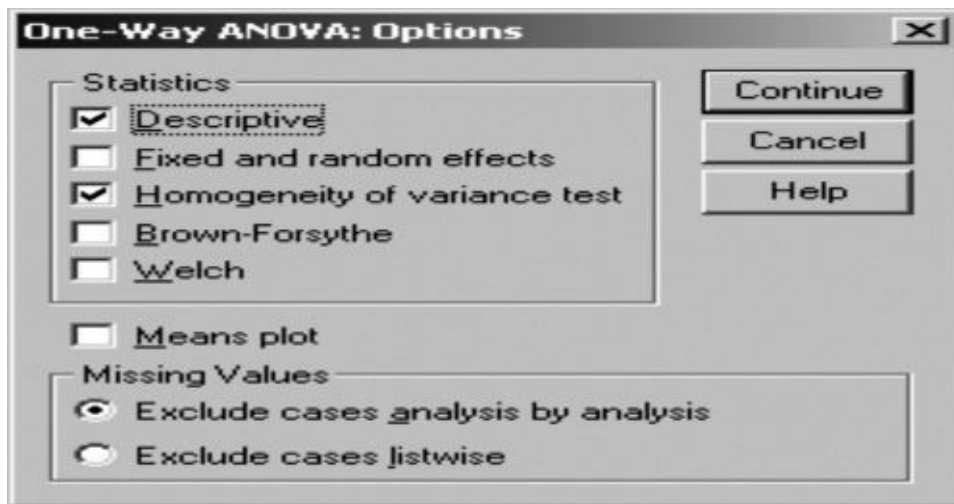 One-Way ANOVA: Options
Statistics
Descriptive
Fixed and random effects
Homogeneity of variance test
Brown-Forsythe
Welch
Continue
Cancel
Help
Means plot
Missing Values
Exclude cases analysis by analysis
Exclude cases listwise